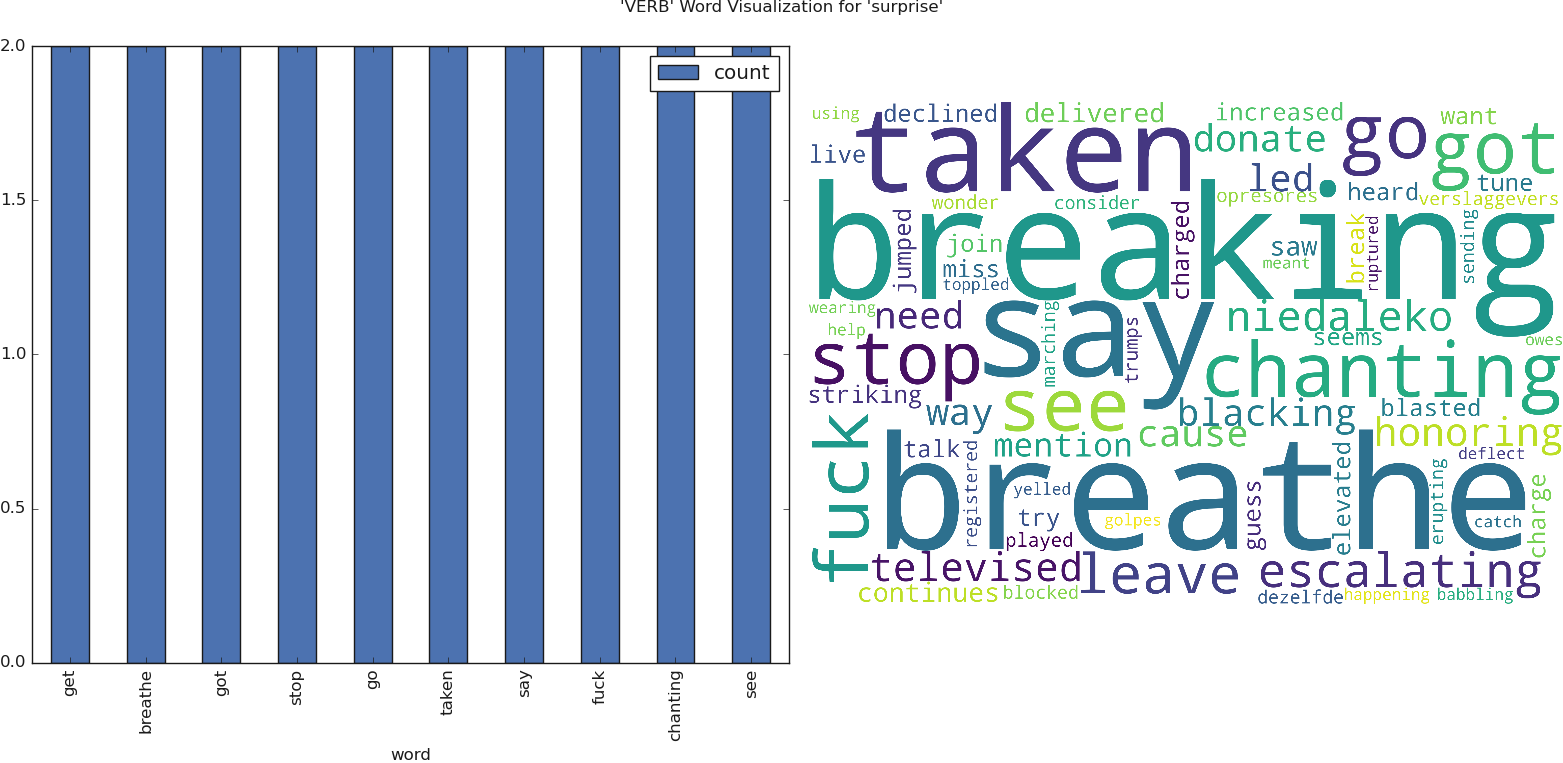 'VERB' Word Visualization for 'surprise'
2.0
1.5
1.0
0.5
0.0
count
get
breathe
got
stop
go
taken
say
fuck
chanting
see
word
using
declined
delivered
increased
want
taken
go
got
donate
live
led
heard
tune
wonder
consider
opresores
verslaggevers
breaking
jumped
join
charged
saw
break
ruptured
sending
miss
meant
toppled
wearing
need
say
niedaleko
help
marching
trumps
seems
owes
stop
chanting
striking
see
way
blacking
blasted
fuck
talk
mention
cause
honoring
deflect
breathe
registered
yelled
guess
elevated
erupting
charge
try
golpes
catch
played
televised
leave
escalating
continues
blocked
dezelfde
happening
babbling